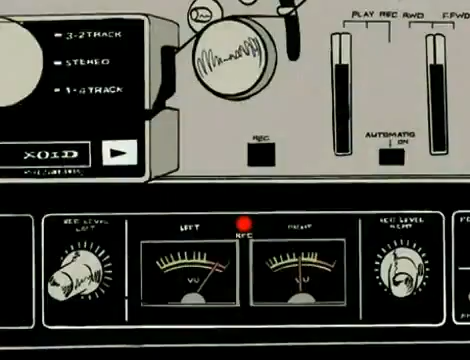 PLAY REC RWD F.FWD
3-2TRACK
STEREO
1-4TRACK
AUTOMATIC
ON
REC
XOID
REC LEVEL
LEFT
LEFT
RIGHT
REC LEVEL
RIGHT
REC
VU
VU